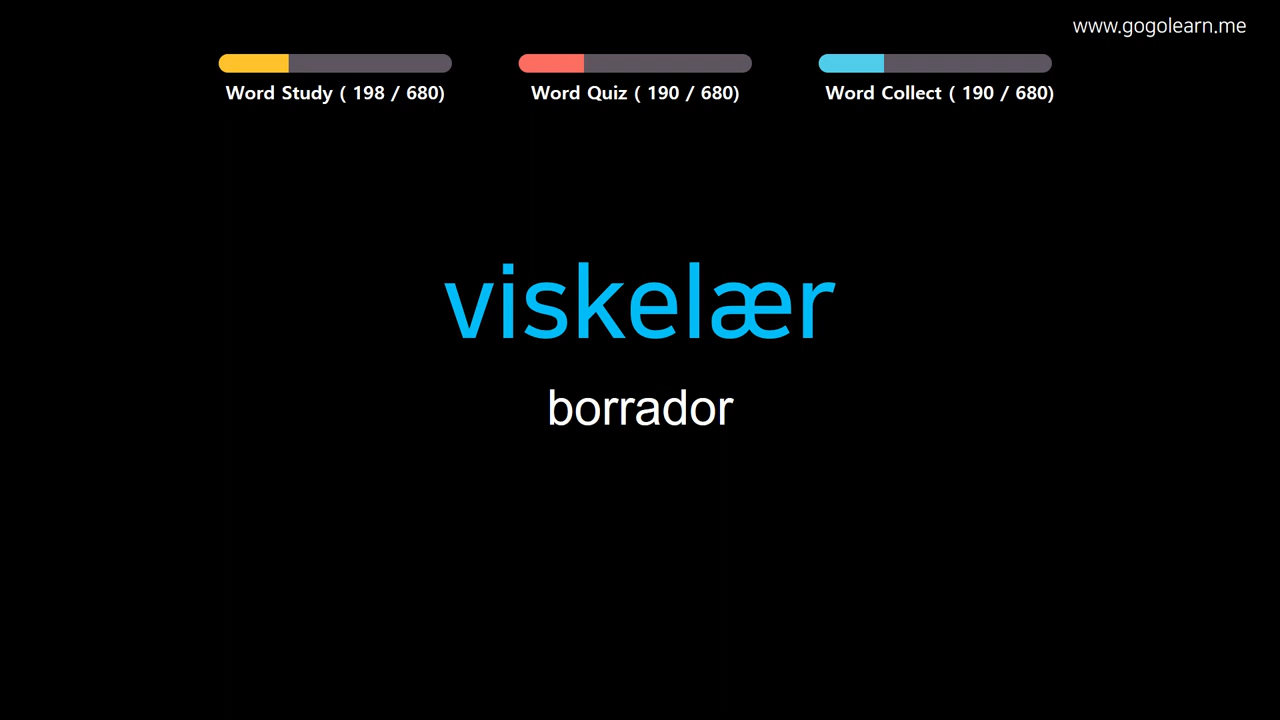 www.gogolearn.me
Word Study ( 198 / 680)
Word Quiz ( 190 / 680)
Word Collect ( 190 / 680)
viskelær
borrador